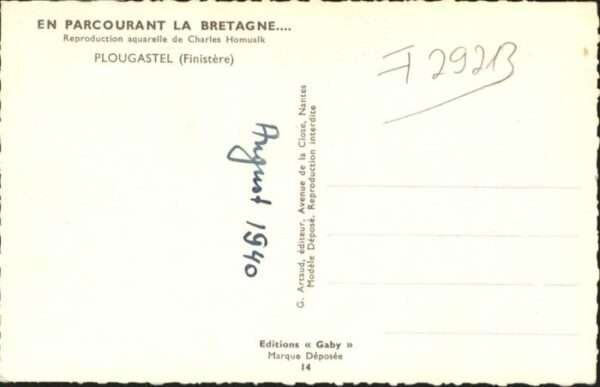 EN PARCOURANT LA BRETAGNE....
Reproduction aquarelle de Charles Homualk
PLOUGASTEL (Finistère)
F 2921B
August 1940
G. Artaud, éditeur, Avenue de la Close, Nantes
Modèle Déposé. Reproduction interdite
Editions « Gaby »
Marque Déposée
14